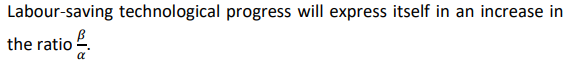 Labour-saving technological progress will express itself in an increase in
the ratio β/α.